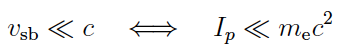 v_sb ≪ c ⟺ I_p ≪ m_e c^2